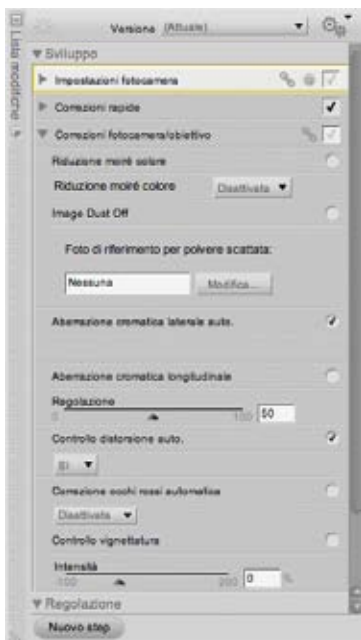 Lista modifiche
Versione (Attuale)
Sviluppo
Impostazioni fotocamera
Correzioni rapide
Correzioni fotocamera/obiettivo
Riduzione moiré colore
Riduzione moiré colore Disattivata
Image Dust Off
Foto di riferimento per polvere scattata:
Nessuna Modifica...
Aberrazione cromatica laterale auto.
Aberrazione cromatica longitudinale
Regolazione
0 100 50
Controllo distorsione auto.
Sì
Correzione occhi rossi automatica
Disattivata
Controllo vignettatura
Intensità
-100 200 0 %
Regolazione
Nuovo step